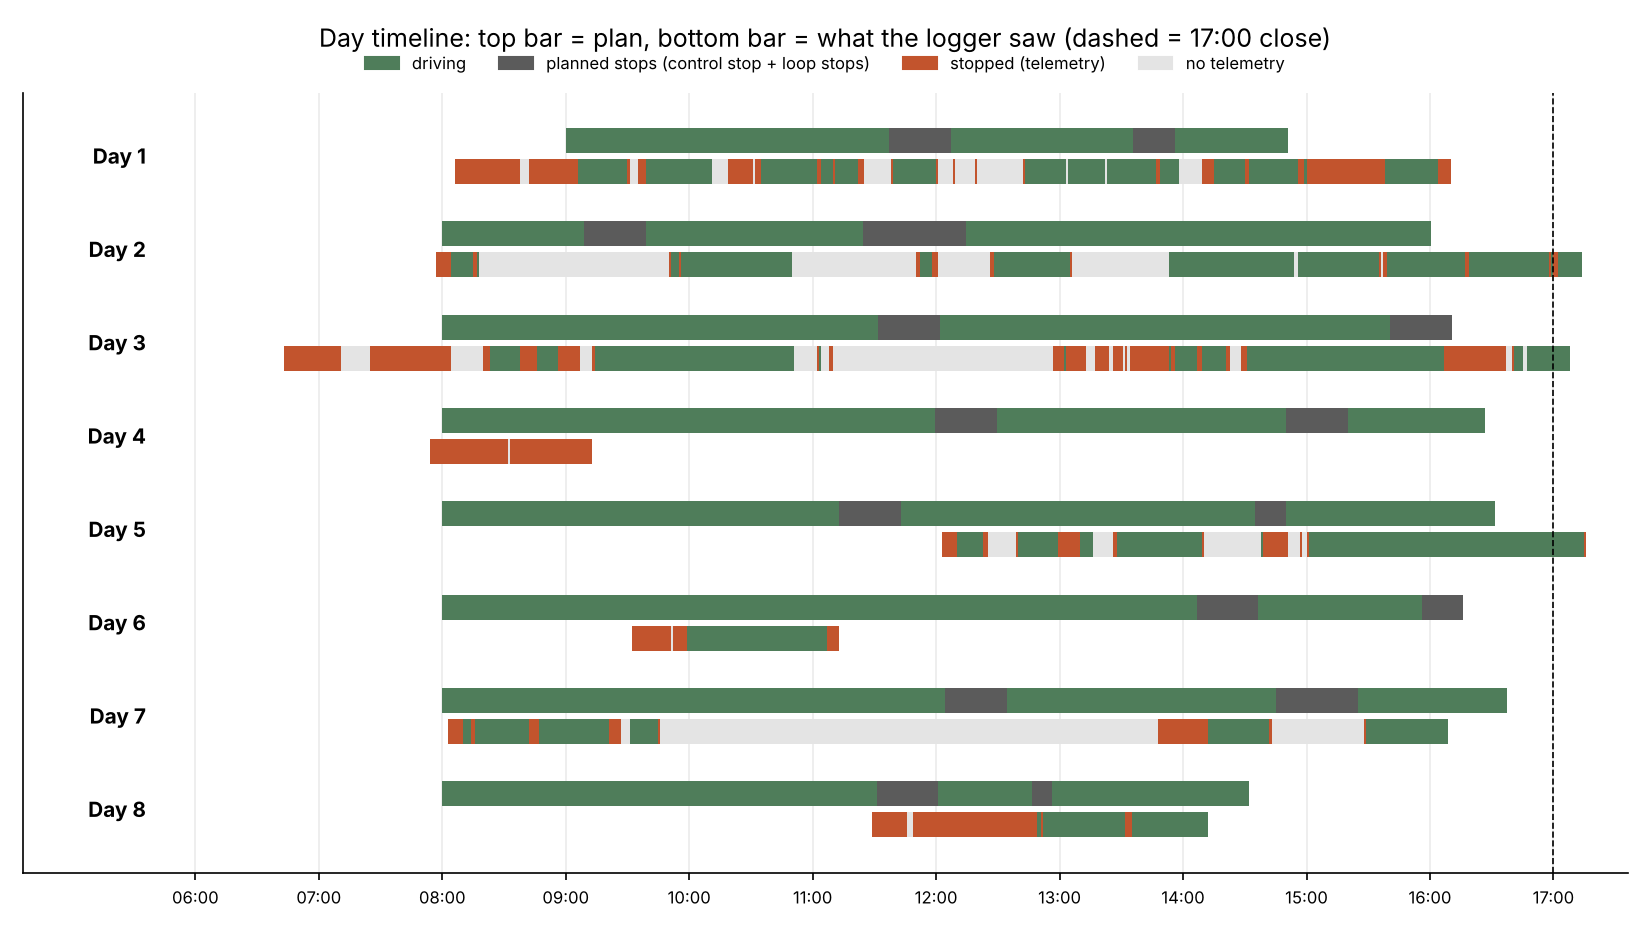 Day timeline: top bar = plan, bottom bar = what the logger saw (dashed = 17:00 close)
driving planned stops (control stop + loop stops) stopped (telemetry) no telemetry
Day 1
Day 2
Day 3
Day 4
Day 5
Day 6
Day 7
Day 8
06:00 07:00 08:00 09:00 10:00 11:00 12:00 13:00 14:00 15:00 16:00 17:00